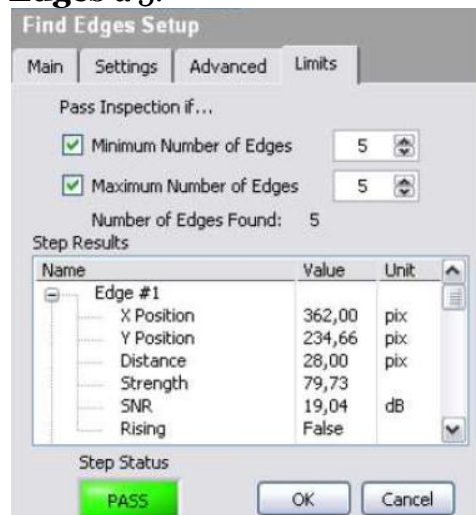 Edges a 5.
Find Edges Setup
Main Settings Advanced Limits
Pass Inspection if...
Minimum Number of Edges 5
Maximum Number of Edges 5
Number of Edges Found: 5
Step Results
Name Value Unit
Edge #1
X Position 362,00 pix
Y Position 234,66 pix
Distance 28,00 pix
Strength 79,73
SNR 19,04 dB
Rising False
Step Status
PASS OK Cancel